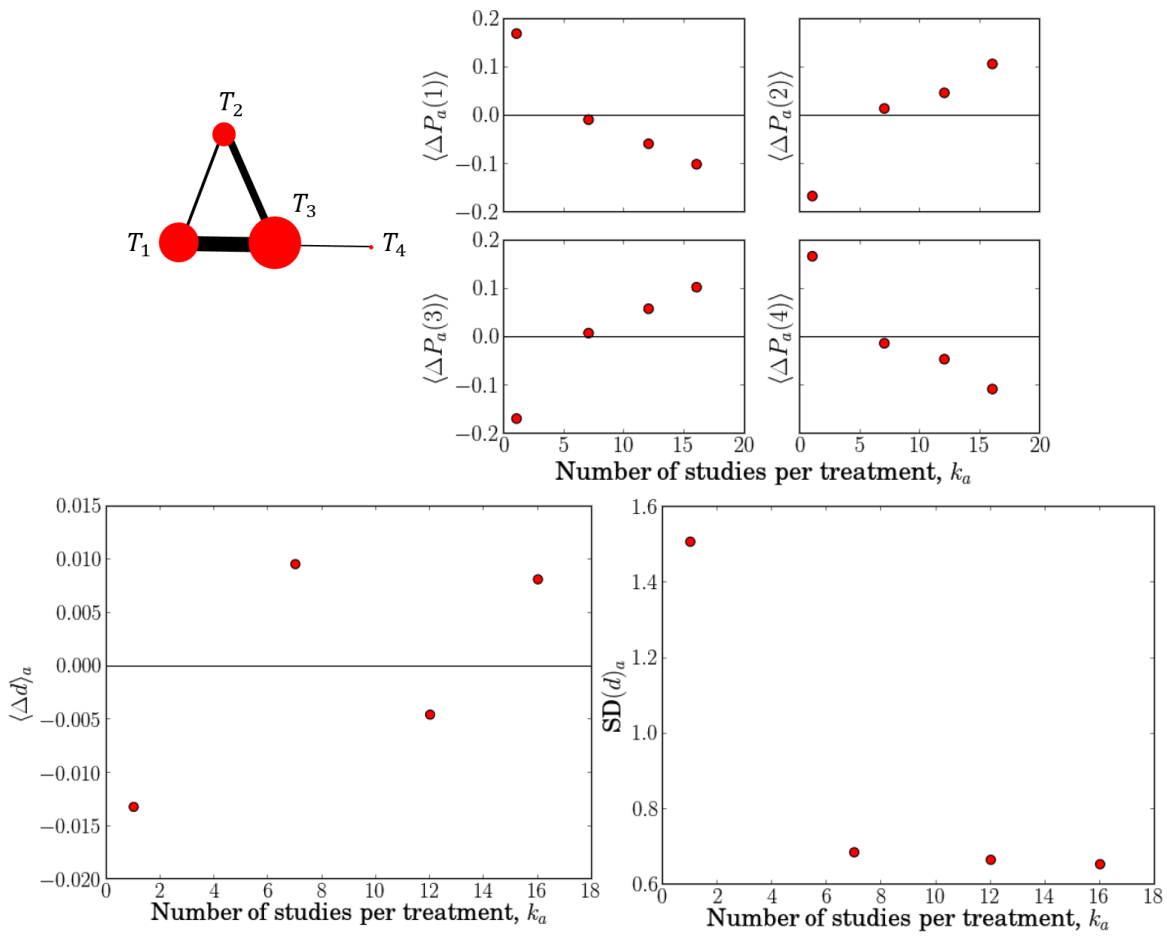 T₂
T₃
T₁
T₄
0.2
0.1
0.0
−0.1
−0.2
⟨ΔPₐ(1)⟩
⟨ΔPₐ(2)⟩
0.2
0.1
0.0
−0.1
−0.2
⟨ΔPₐ(3)⟩
⟨ΔPₐ(4)⟩
0 5 10 15 20
0 5 10 15 20
Number of studies per treatment, kₐ
0.015
0.010
0.005
0.000
−0.005
−0.010
−0.015
−0.020
⟨Δd⟩ₐ
0 2 4 6 8 10 12 14 16 18
Number of studies per treatment, kₐ
1.6
1.4
1.2
1.0
0.8
0.6
SD(d)ₐ
0 2 4 6 8 10 12 14 16 18
Number of studies per treatment, kₐ